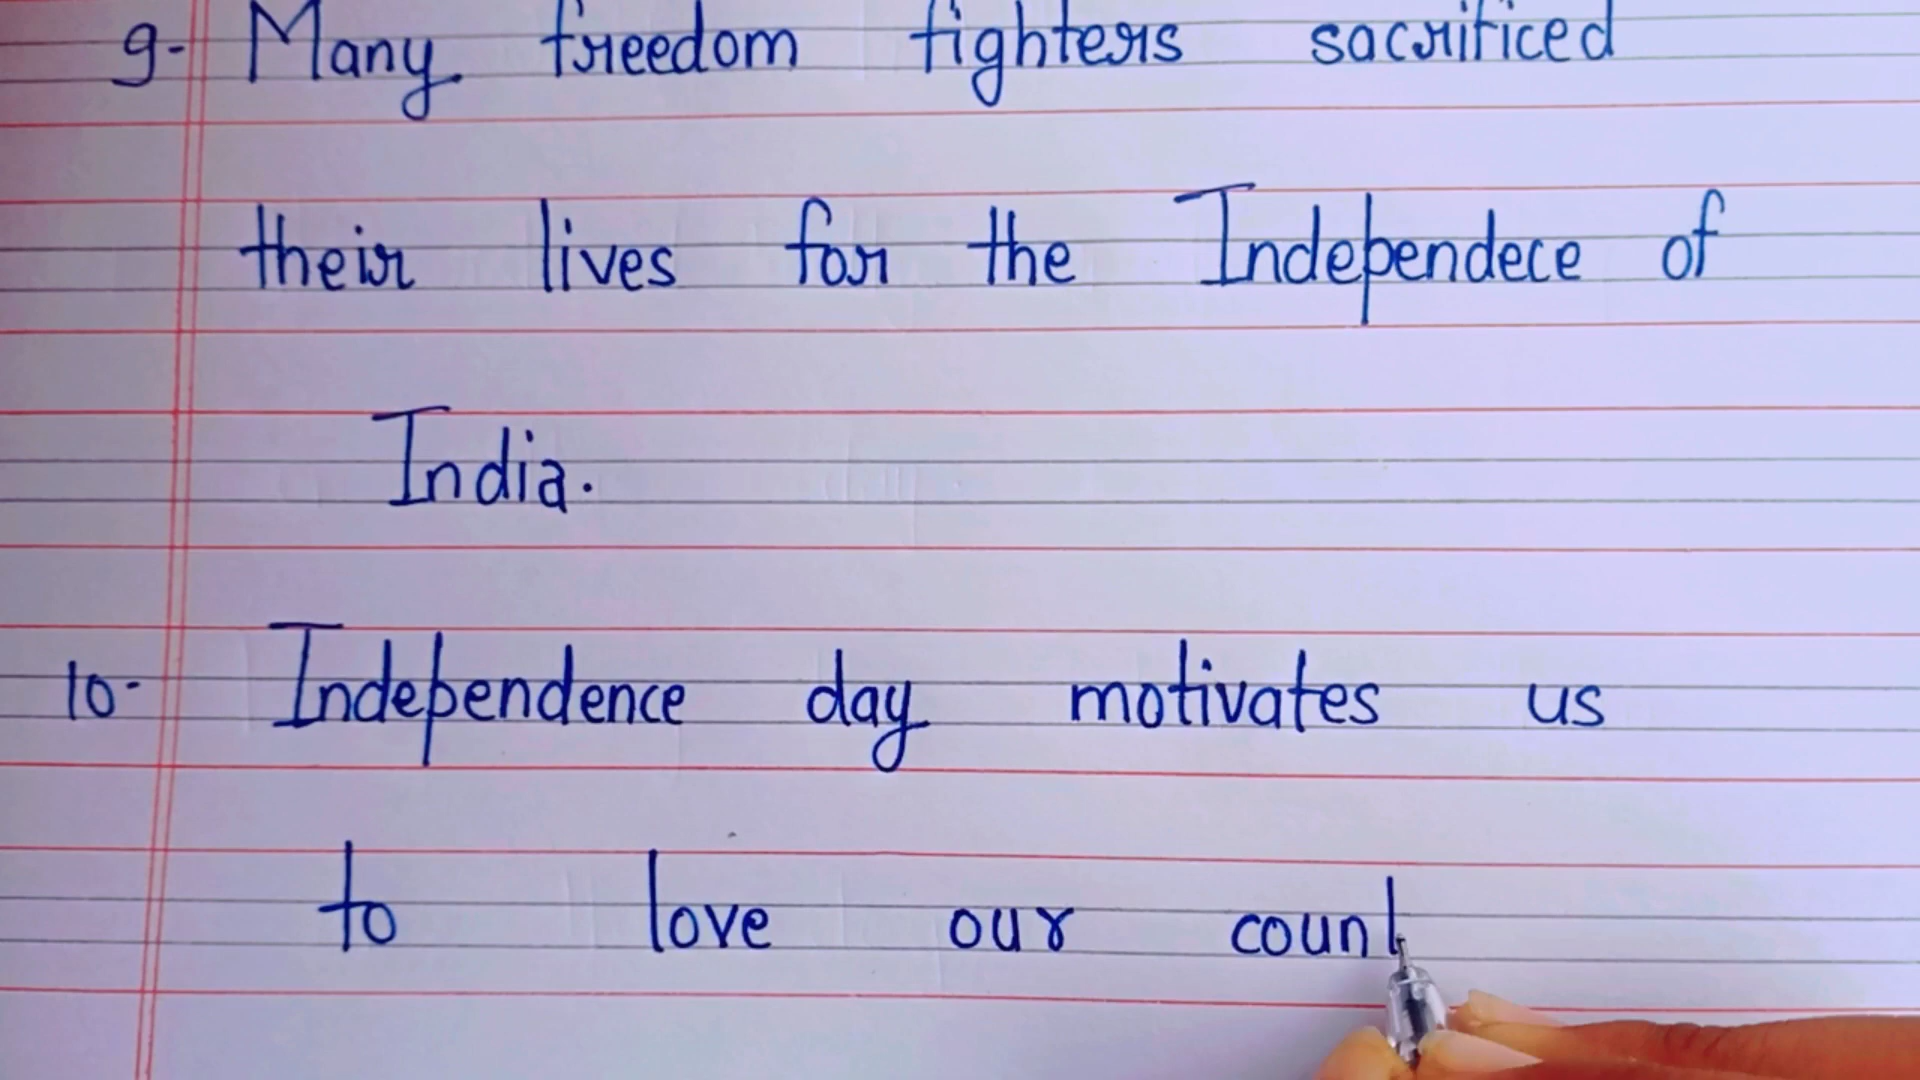 9- Many freedom fighters sacrificed
their lives for the Independece of
India.
10- Independence day motivates us
to love our